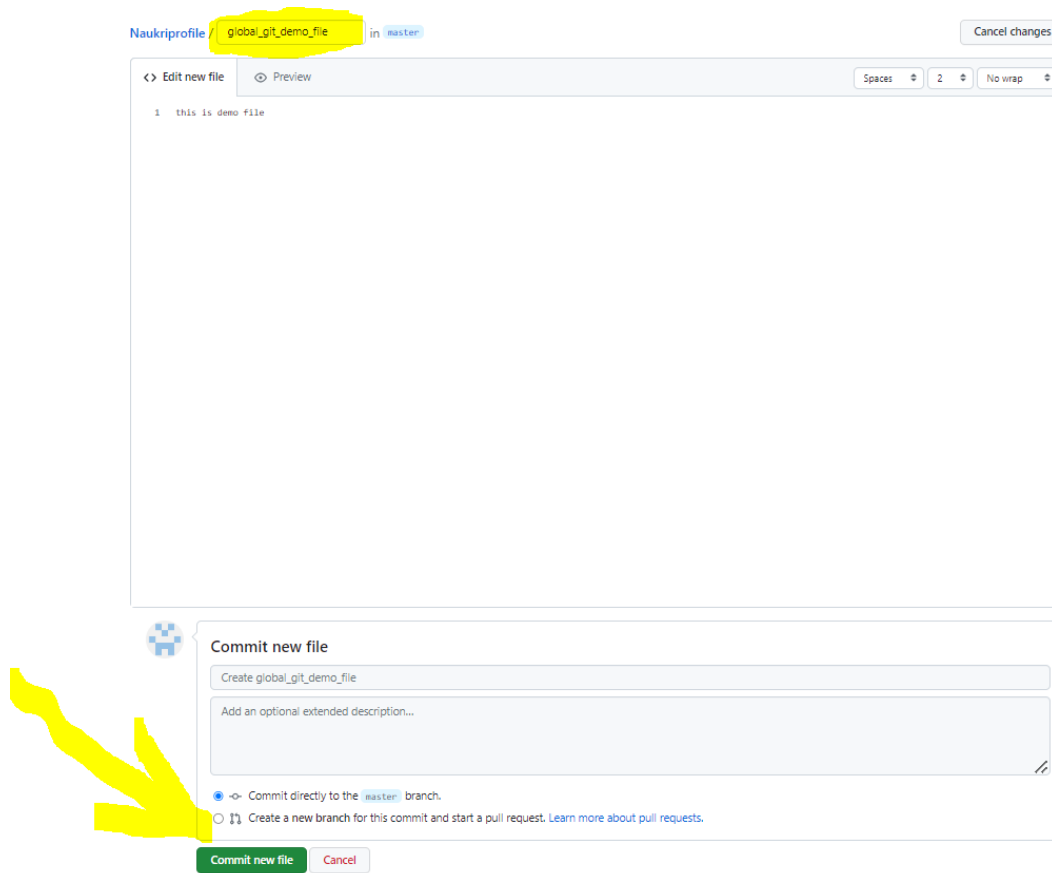 Naukriprofile / global_git_demo_file in master Cancel changes
<> Edit new file Preview Spaces 2 No wrap
1 this is demo file
Commit new file
Create global_git_demo_file
Add an optional extended description...
Commit directly to the master branch.
Create a new branch for this commit and start a pull request. Learn more about pull requests.
Commit new file Cancel